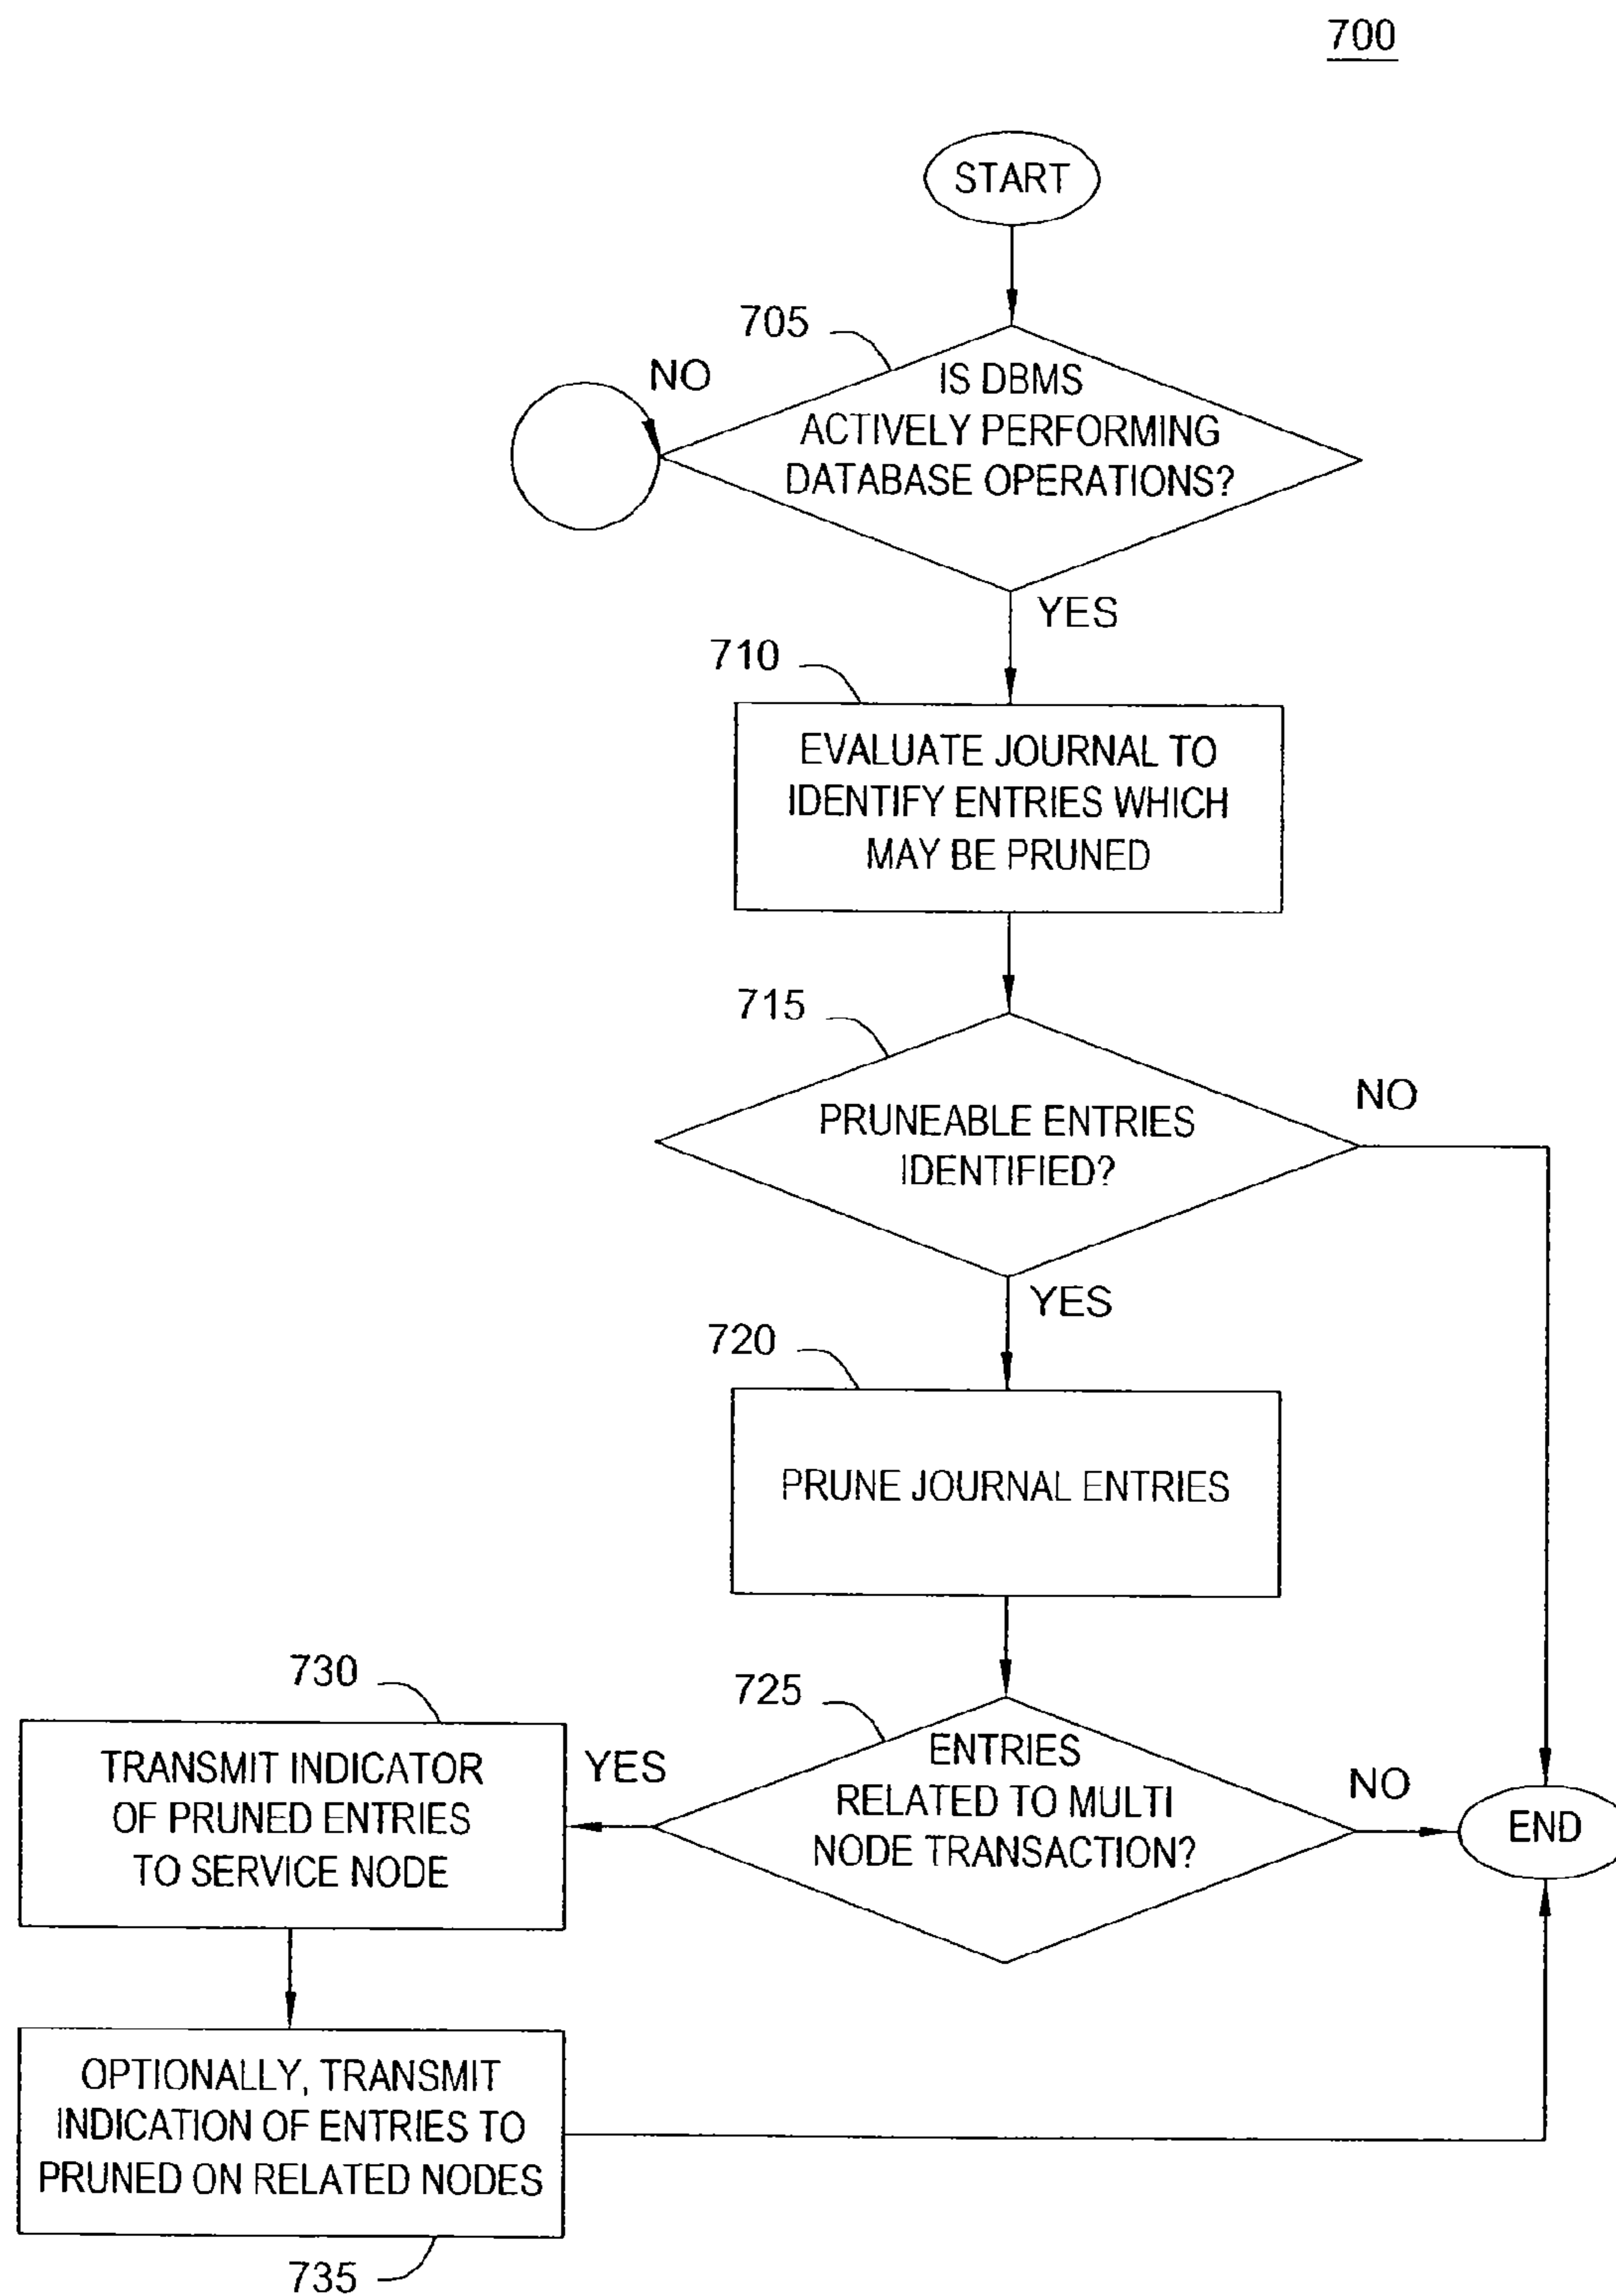 700
START
705
NO
IS DBMS
ACTIVELY PERFORMING
DATABASE OPERATIONS?
YES
710
EVALUATE JOURNAL TO
IDENTIFY ENTRIES WHICH
MAY BE PRUNED
715
NO
PRUNEABLE ENTRIES
IDENTIFIED?
YES
720
PRUNE JOURNAL ENTRIES
730
725
TRANSMIT INDICATOR
OF PRUNED ENTRIES
TO SERVICE NODE
YES
ENTRIES
RELATED TO MULTI
NODE TRANSACTION?
NO
END
OPTIONALLY, TRANSMIT
INDICATION OF ENTRIES TO
PRUNED ON RELATED NODES
735